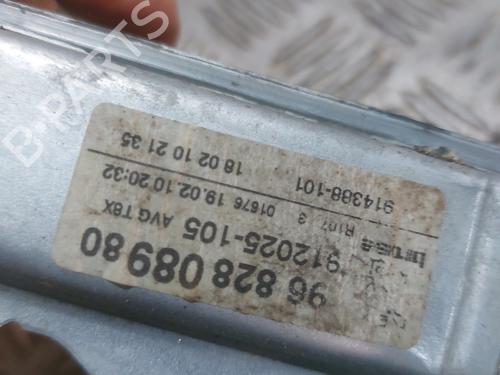 B-PARTS
96 828 089 80
912025-105 AVG T8X
R107 3 01676 19.02.10 20:32
914388-101 18 02 10 21 35